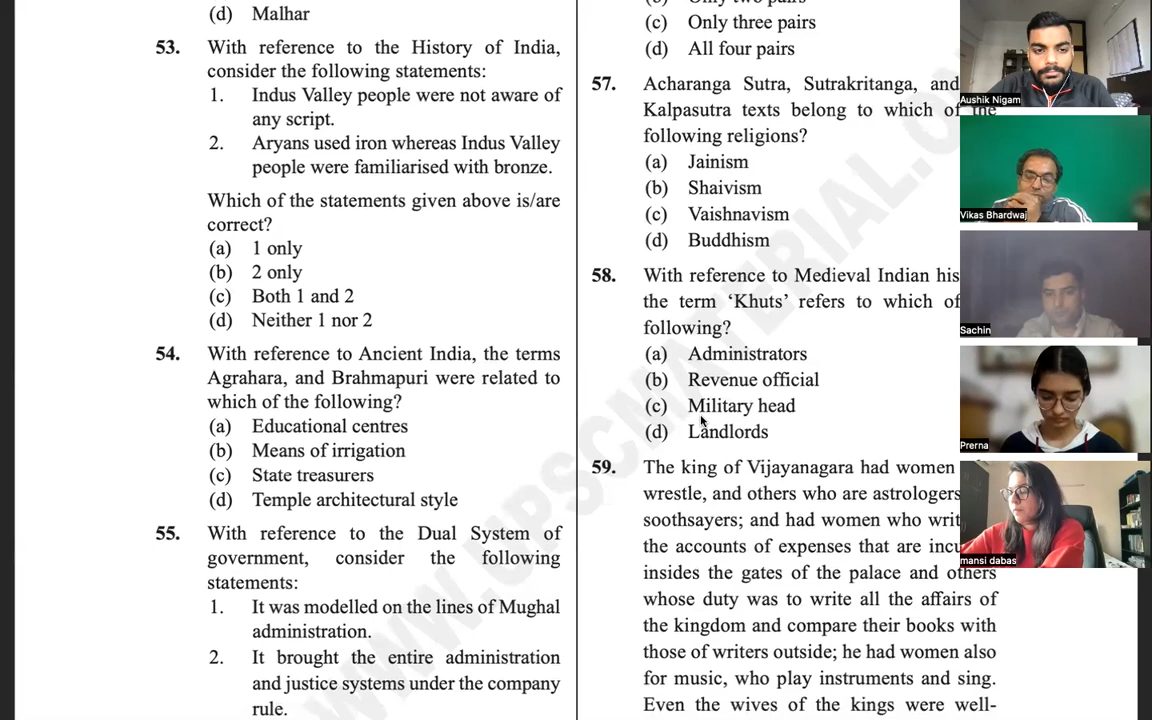 (d) Malhar
53. With reference to the History of India,
consider the following statements:
1. Indus Valley people were not aware of
any script.
2. Aryans used iron whereas Indus Valley
people were familiarised with bronze.
Which of the statements given above is/are
correct?
(a) 1 only
(b) 2 only
(c) Both 1 and 2
(d) Neither 1 nor 2
54. With reference to Ancient India, the terms
Agrahara, and Brahmapuri were related to
which of the following?
(a) Educational centres
(b) Means of irrigation
(c) State treasurers
(d) Temple architectural style
55. With reference to the Dual System of
government, consider the following
statements:
1. It was modelled on the lines of Mughal
administration.
2. It brought the entire administration
and justice systems under the company
rule.
(c) Only three pairs
(d) All four pairs
57. Acharanga Sutra, Sutrakritanga, and
Kalpasutra texts belong to which of the
following religions?
(a) Jainism
(b) Shaivism
(c) Vaishnavism
(d) Buddhism
58. With reference to Medieval Indian his
the term ‘Khuts’ refers to which of
following?
(a) Administrators
(b) Revenue official
(c) Military head
(d) Landlords
59. The king of Vijayanagara had women
wrestle, and others who are astrologers
soothsayers; and had women who writ
the accounts of expenses that are incu
insides the gates of the palace and others
whose duty was to write all the affairs of
the kingdom and compare their books with
those of writers outside; he had women also
for music, who play instruments and sing.
Even the wives of the kings were well-
WWW.UPSCMATERIAL.O
Aushik Nigam
Vikas Bhardwaj
Sachin
Prerna
mansi dabas